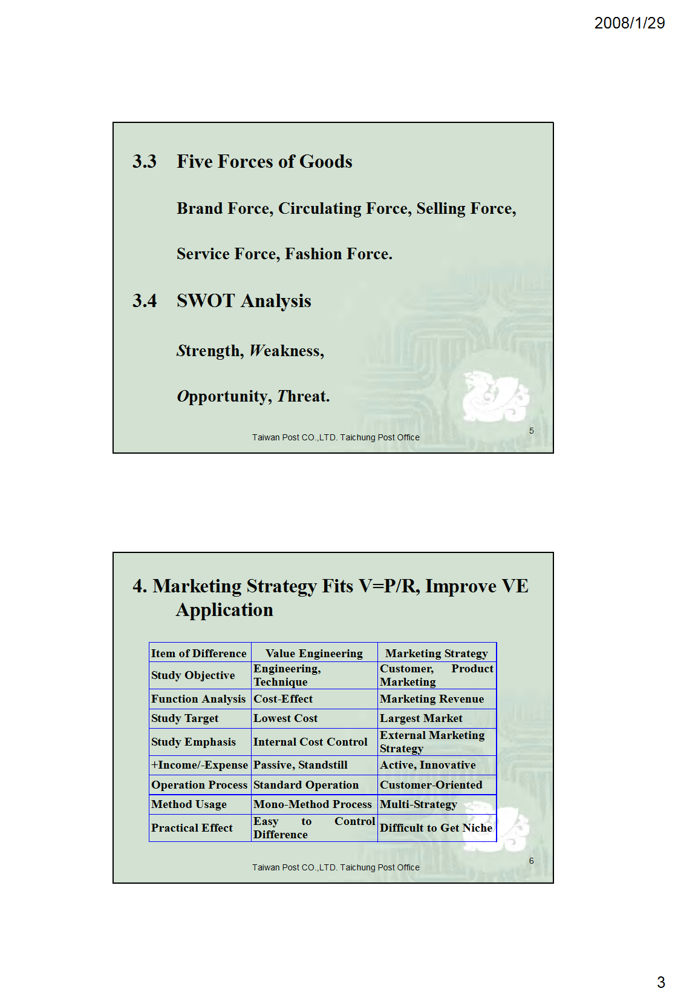 2008/1/29
3.3 Five Forces of Goods
Brand Force, Circulating Force, Selling Force,
Service Force, Fashion Force.
3.4 SWOT Analysis
Strength, Weakness,
Opportunity, Threat.
Taiwan Post CO.,LTD. Taichung Post Office
5
4. Marketing Strategy Fits V=P/R, Improve VE
Application
Item of Difference Value Engineering Marketing Strategy
Study Objective Engineering, Technique Customer, Product Marketing
Function Analysis Cost-Effect Marketing Revenue
Study Target Lowest Cost Largest Market
Study Emphasis Internal Cost Control External Marketing Strategy
+Income/-Expense Passive, Standstill Active, Innovative
Operation Process Standard Operation Customer-Oriented
Method Usage Mono-Method Process Multi-Strategy
Practical Effect Easy to Control Difference Difficult to Get Niche
Taiwan Post CO.,LTD. Taichung Post Office
6
3